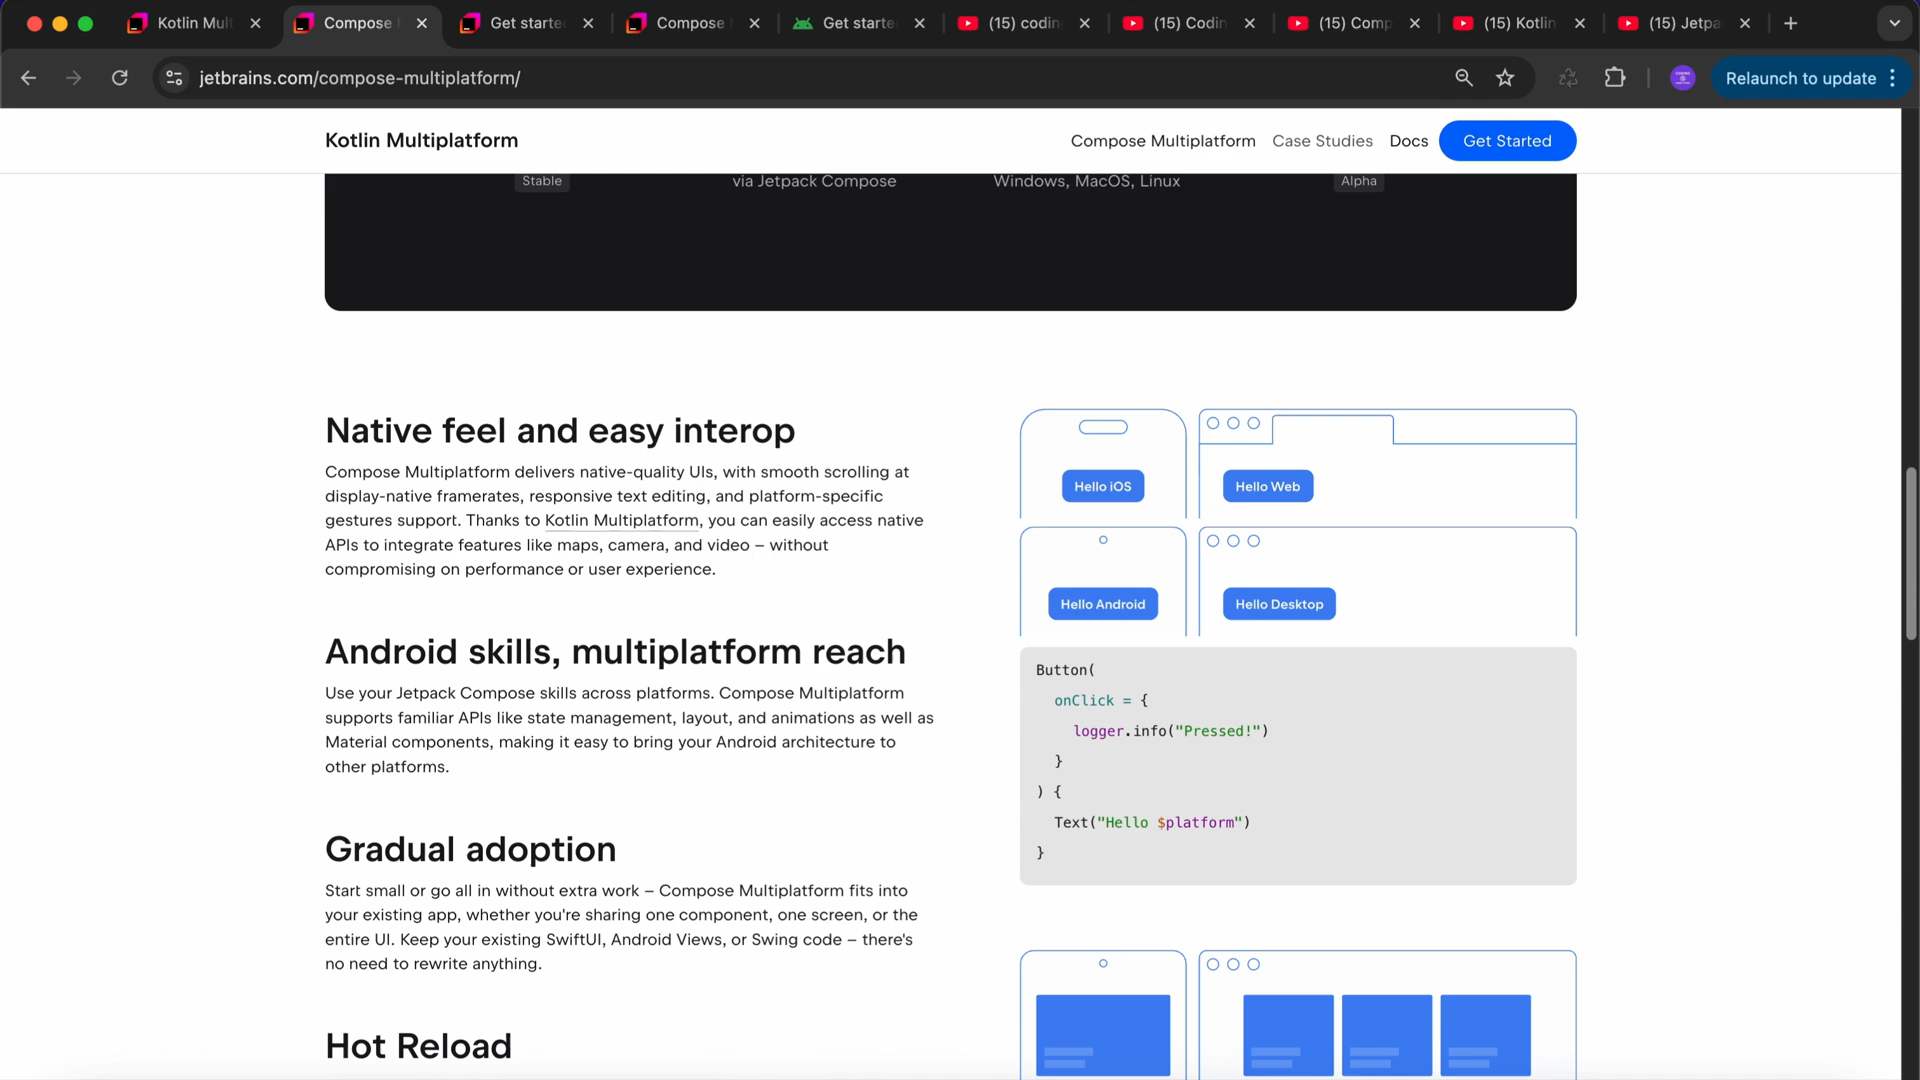 Kotlin Mul
Compose
Get starte
Compose
Get starte
(15) codin
(15) Codin
(15) Comp
(15) Kotlin
(15) Jetpa
jetbrains.com/compose-multiplatform/
Relaunch to update
Kotlin Multiplatform
Compose Multiplatform
Case Studies
Docs
Get Started
Stable
via Jetpack Compose
Windows, MacOS, Linux
Alpha
Native feel and easy interop
Compose Multiplatform delivers native-quality UIs, with smooth scrolling at
display-native framerates, responsive text editing, and platform-specific
gestures support. Thanks to Kotlin Multiplatform, you can easily access native
APIs to integrate features like maps, camera, and video – without
compromising on performance or user experience.
Android skills, multiplatform reach
Use your Jetpack Compose skills across platforms. Compose Multiplatform
supports familiar APIs like state management, layout, and animations as well as
Material components, making it easy to bring your Android architecture to
other platforms.
Gradual adoption
Start small or go all in without extra work – Compose Multiplatform fits into
your existing app, whether you're sharing one component, one screen, or the
entire UI. Keep your existing SwiftUI, Android Views, or Swing code – there's
no need to rewrite anything.
Hot Reload
Hello iOS
Hello Web
Hello Android
Hello Desktop
Button(
onClick = {
logger.info("Pressed!")
}
) {
Text("Hello $platform")
}